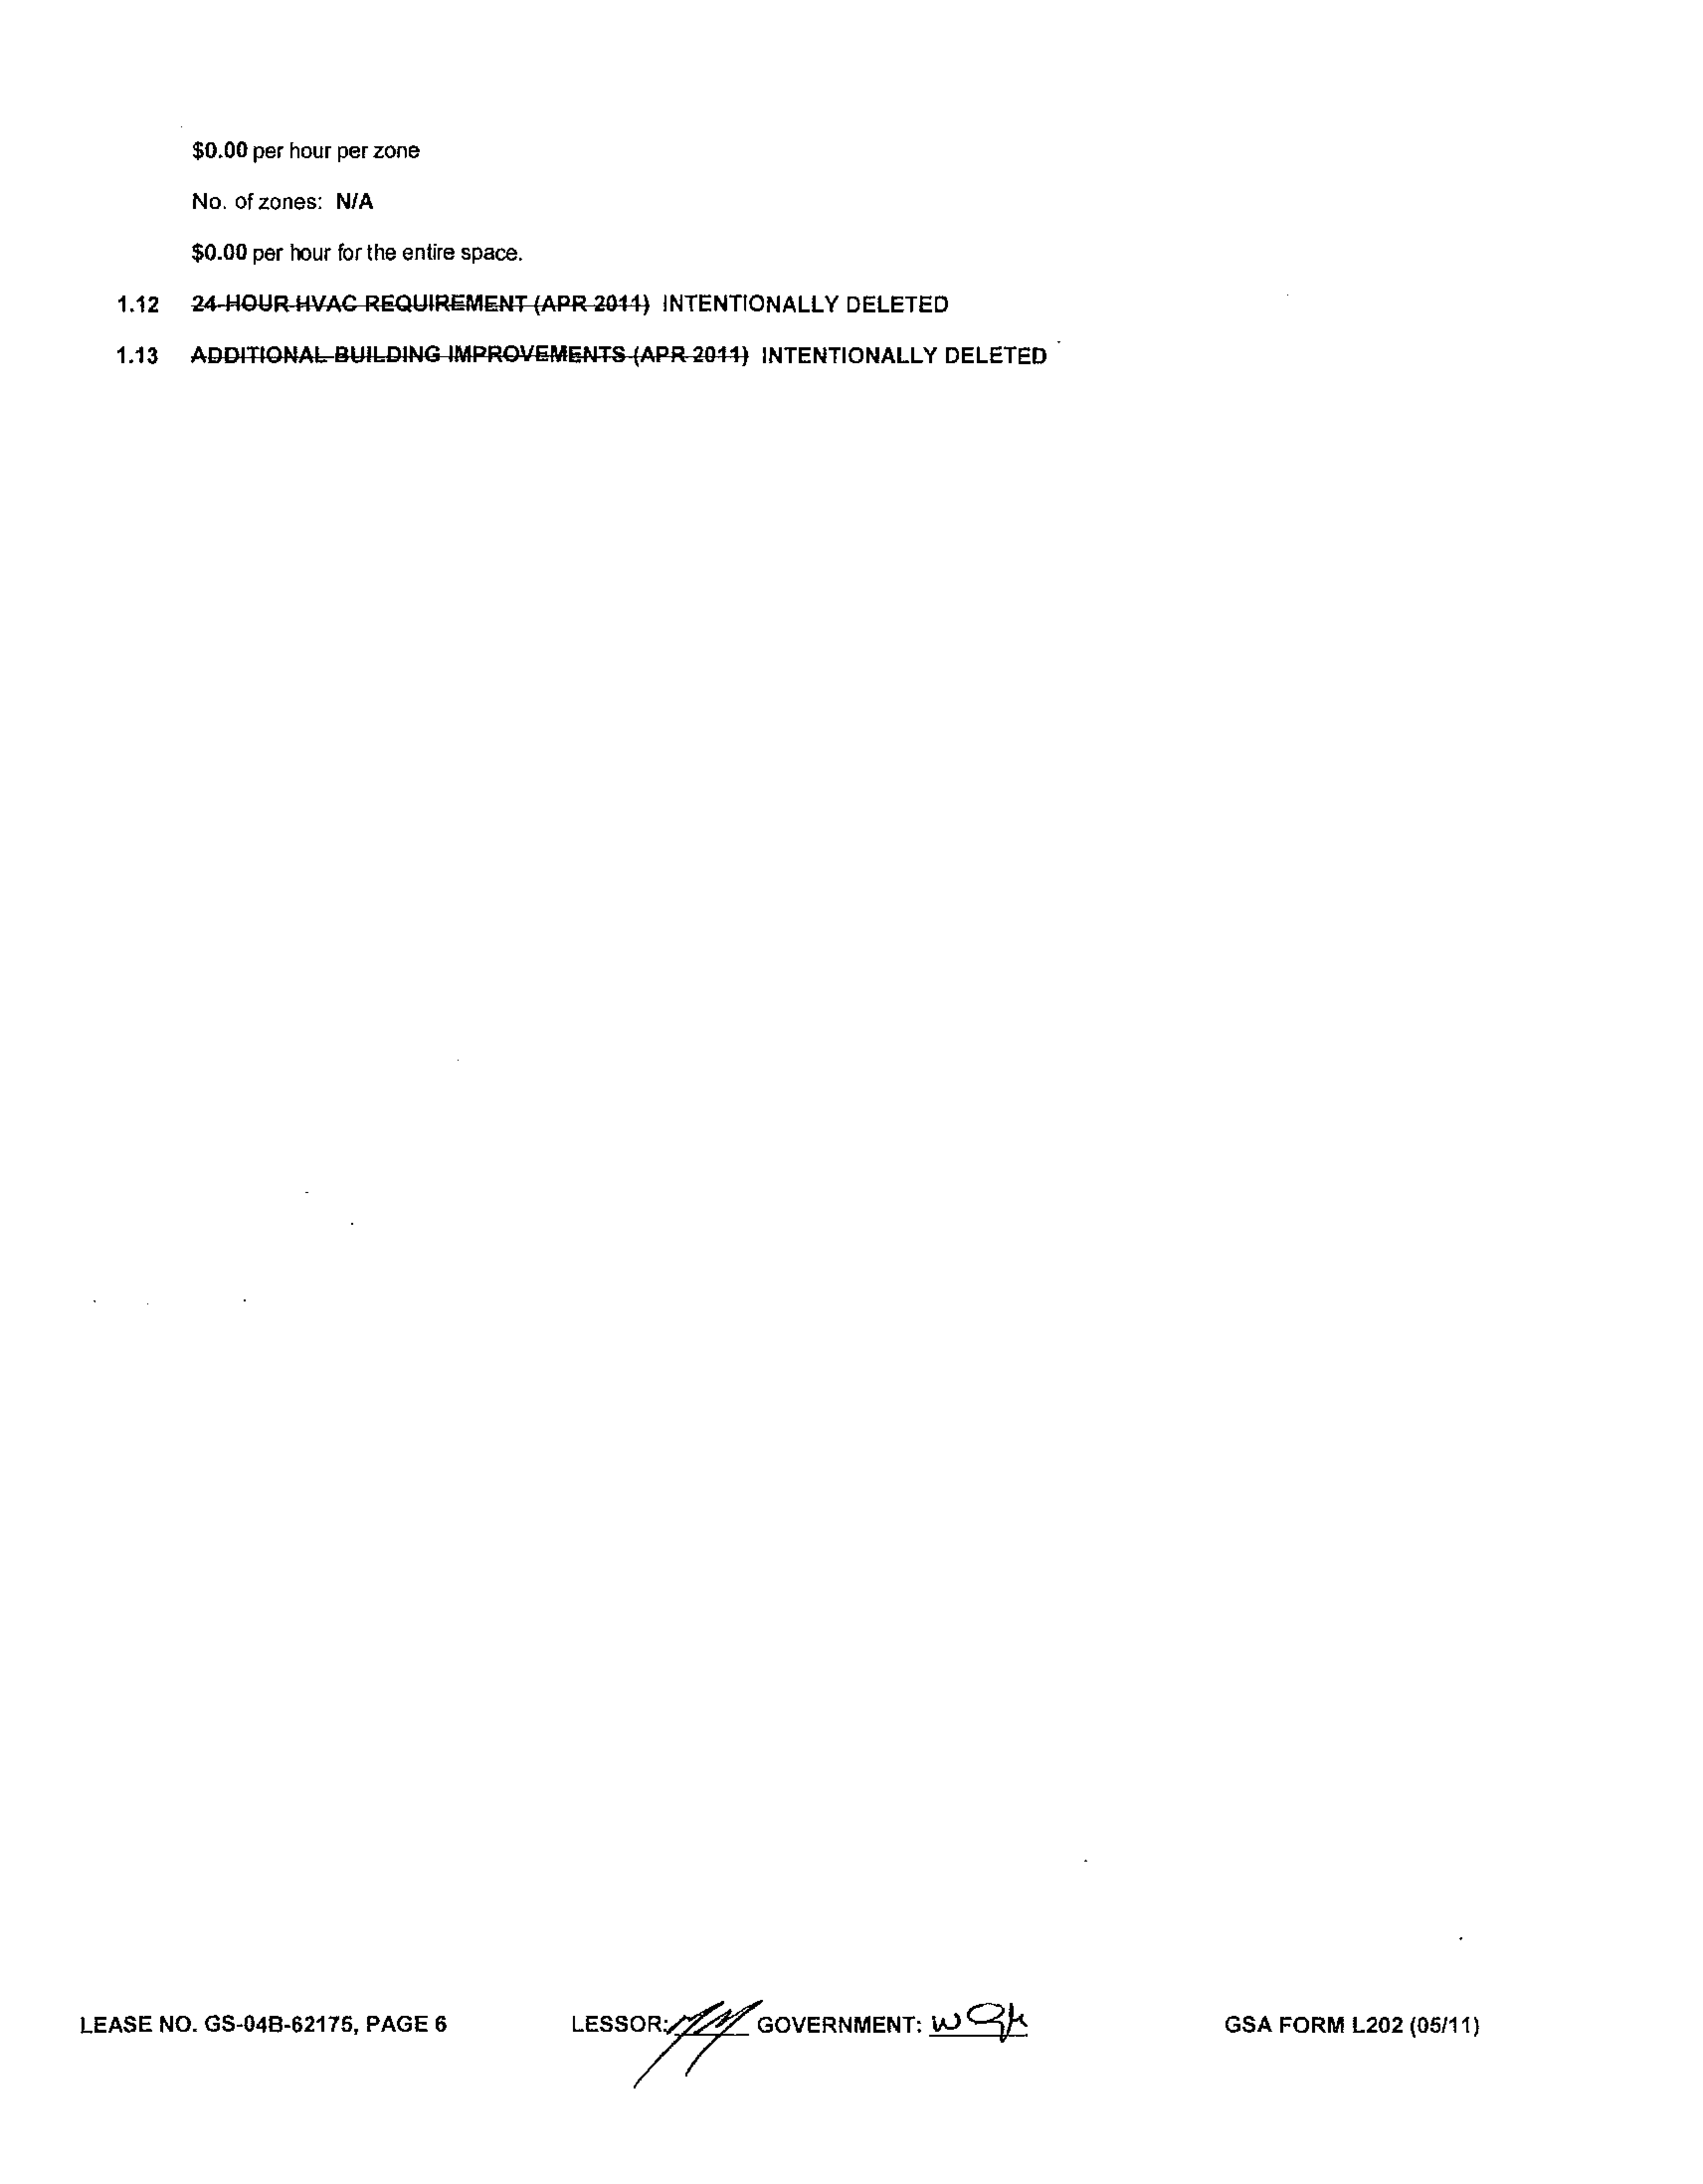 $0.00 per hour per zone
No. of zones: N/A
$0.00 per hour for the entire space.
1.12 24-HOUR HVAC REQUIREMENT (APR 2011) INTENTIONALLY DELETED
1.13 ADDITIONAL BUILDING IMPROVEMENTS (APR 2011) INTENTIONALLY DELETED
LEASE NO. GS-04B-62175, PAGE 6 LESSOR: GOVERNMENT: GSA FORM L202 (05/11)